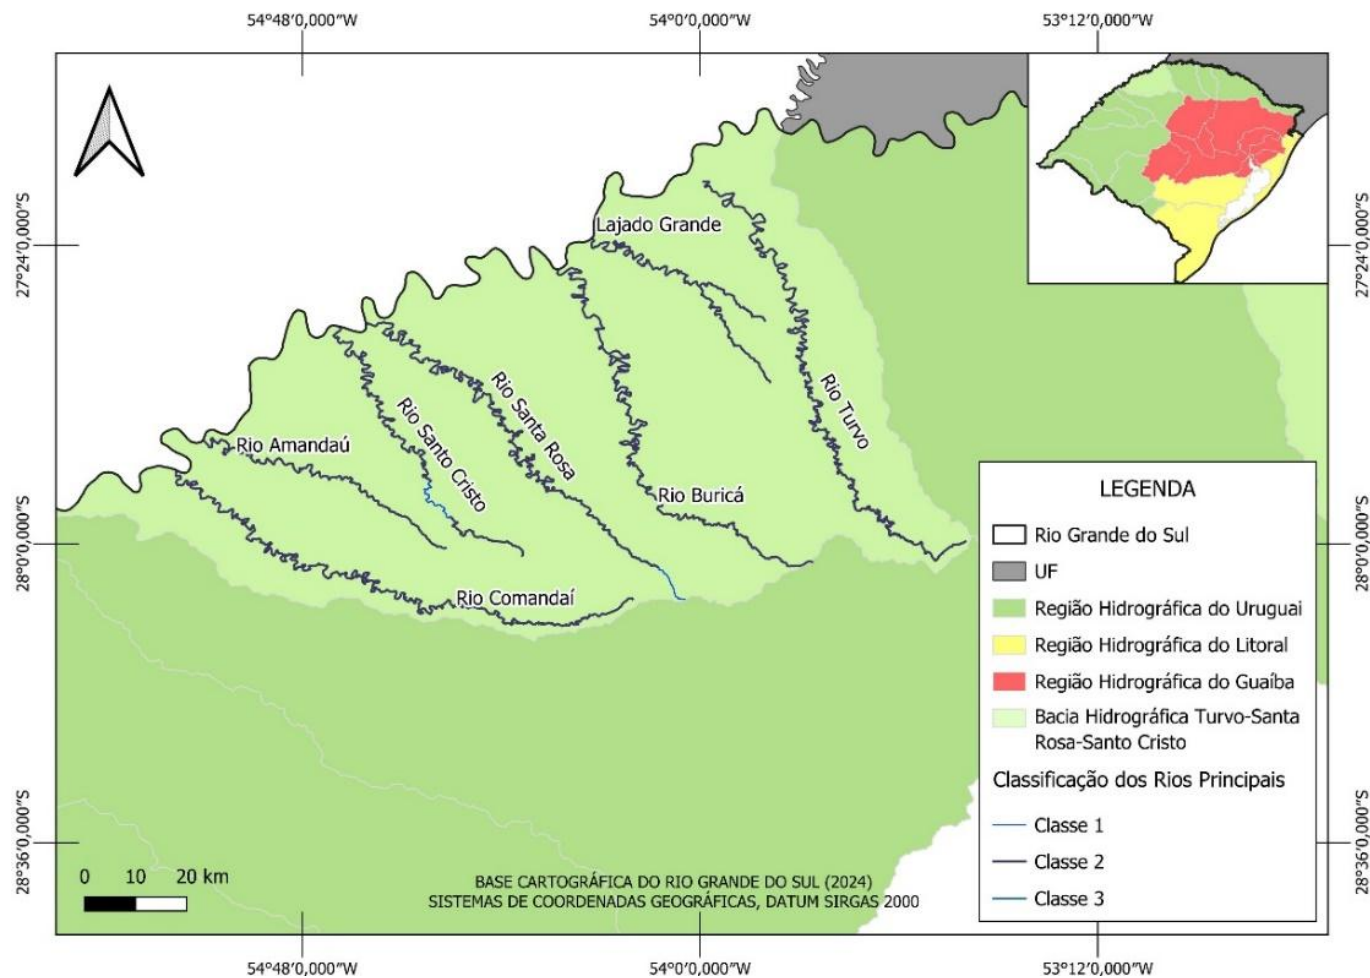 54°48'0,000"W
54°0'0,000"W
53°12'0,000"W
27°24'0,000"S
27°24'0,000"S
Lajado Grande
Rio Turvo
Rio Santa Rosa
Rio Santo Cristo
Rio Amandaú
Rio Buricá
Rio Comandaí
28°0'0,000"S
28°0'0,000"S
LEGENDA
Rio Grande do Sul
UF
Região Hidrográfica do Uruguai
Região Hidrográfica do Litoral
Região Hidrográfica do Guaíba
Bacia Hidrográfica Turvo-Santa
Rosa-Santo Cristo
Classificação dos Rios Principais
Classe 1
Classe 2
Classe 3
28°36'0,000"S
28°36'0,000"S
0 10 20 km
BASE CARTOGRÁFICA DO RIO GRANDE DO SUL (2024)
SISTEMAS DE COORDENADAS GEOGRÁFICAS, DATUM SIRGAS 2000
54°48'0,000"W
54°0'0,000"W
53°12'0,000"W